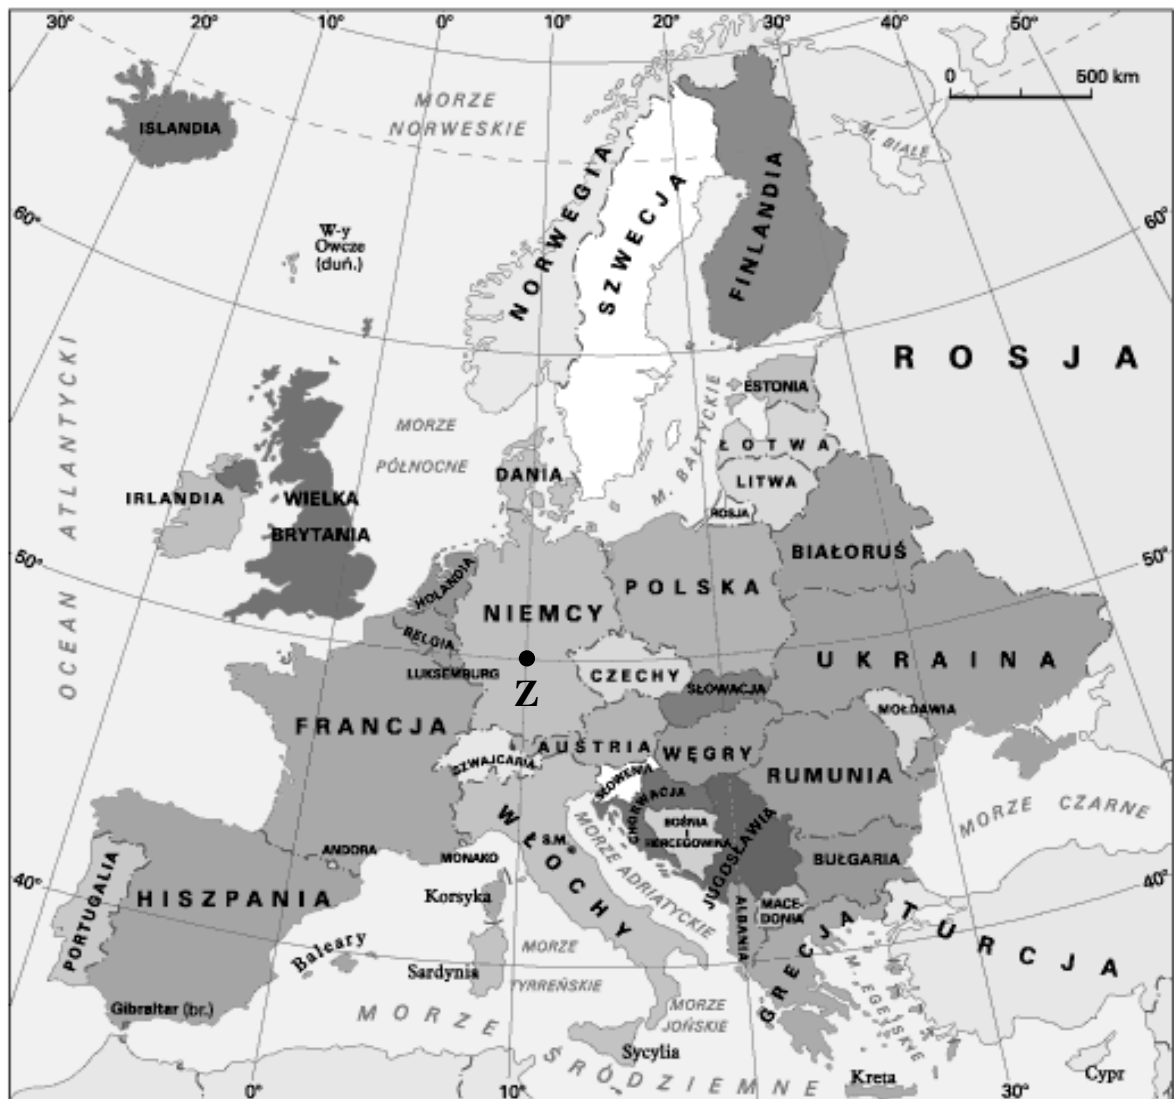 30° 20° 10° 0° 10° 20° 30° 40° 50°
0 500 km
MORZE
NORWESKIE
ISLANDIA
M. BIAŁE
NORWEGIA
SZWECJA
FINLANDIA
60°
60°
W-y
Owcze
(duń.)
OCEAN ATLANTYCKI
ROSJA
ESTONIA
MORZE
PÓŁNOCNE
M. BAŁTYCKIE
ŁOTWA
DANIA
LITWA
IRLANDIA
WIELKA
BRYTANIA
ROSJA
50°
50°
BIAŁORUŚ
HOLANDIA
POLSKA
NIEMCY
BELGIA
UKRAINA
LUKSEMBURG
Z
CZECHY
SŁOWACJA
MOŁDAWIA
FRANCJA
AUSTRIA
WĘGRY
SZWAJCARIA
RUMUNIA
SŁOWENIA
CHORWACJA
MORZE CZARNE
WŁOCHY
S.M.
BOŚNIA
I
HERCEGOWINA
JUGOSŁAWIA
MORZE ADRIATYCKIE
ANDORA
MONAKO
BUŁGARIA
40°
40°
PORTUGALIA
HISZPANIA
Korsyka
ALBANIA
MACE-
DONIA
GRECJA
TURCJA
Baleary
Sardynia
MORZE
TYRREŃSKIE
M. EGEJSKIE
Gibraltar (br.)
MORZE
JOŃSKIE
MORZE ŚRÓDZIEMNE
Sycylia
Kreta
Cypr
0° 10° 30°